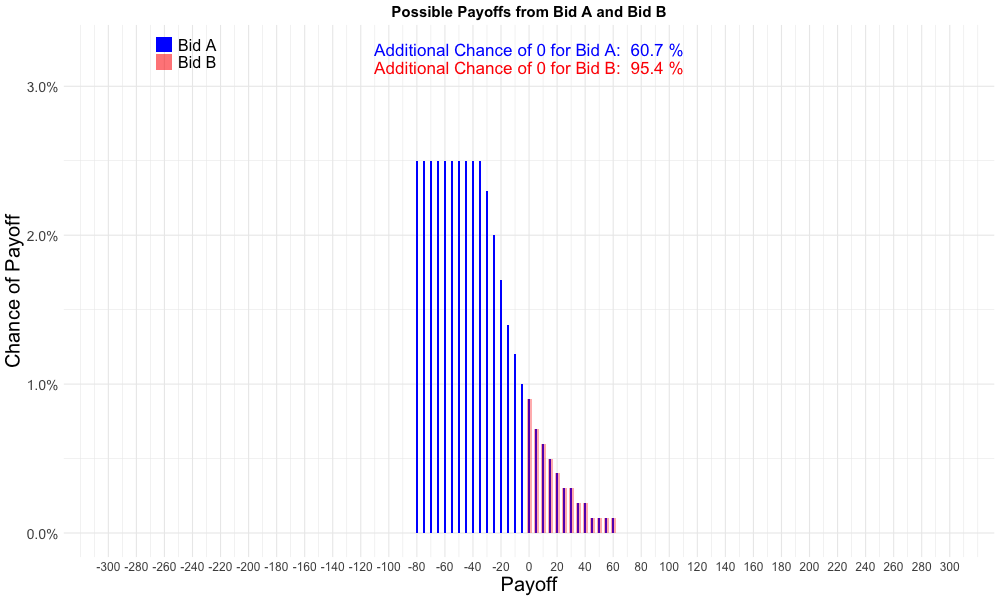 Possible Payoffs from Bid A and Bid B
Bid A
Bid B
Additional Chance of 0 for Bid A: 60.7 %
Additional Chance of 0 for Bid B: 95.4 %
Chance of Payoff
3.0%
2.0%
1.0%
0.0%
-300 -280 -260 -240 -220 -200 -180 -160 -140 -120 -100 -80 -60 -40 -20 0 20 40 60 80 100 120 140 160 180 200 220 240 260 280 300
Payoff